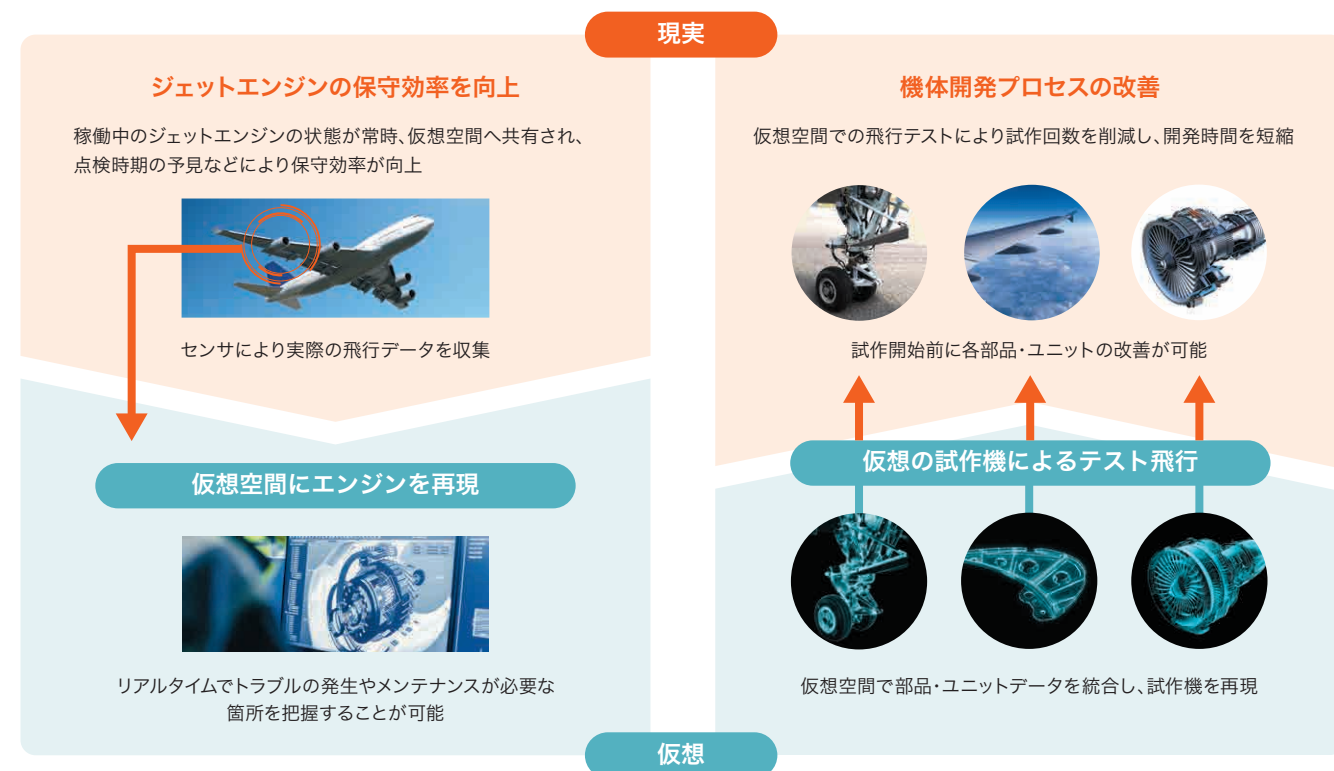 現実
ジェットエンジンの保守効率を向上
稼働中のジェットエンジンの状態が常時、仮想空間へ共有され、
点検時期の予見などにより保守効率が向上
センサにより実際の飛行データを収集
仮想空間にエンジンを再現
リアルタイムでトラブルの発生やメンテナンスが必要な
箇所を把握することが可能
機体開発プロセスの改善
仮想空間での飛行テストにより試作回数を削減し、開発時間を短縮
試作開始前に各部品・ユニットの改善が可能
仮想の試作機によるテスト飛行
仮想空間で部品・ユニットデータを統合し、試作機を再現
仮想